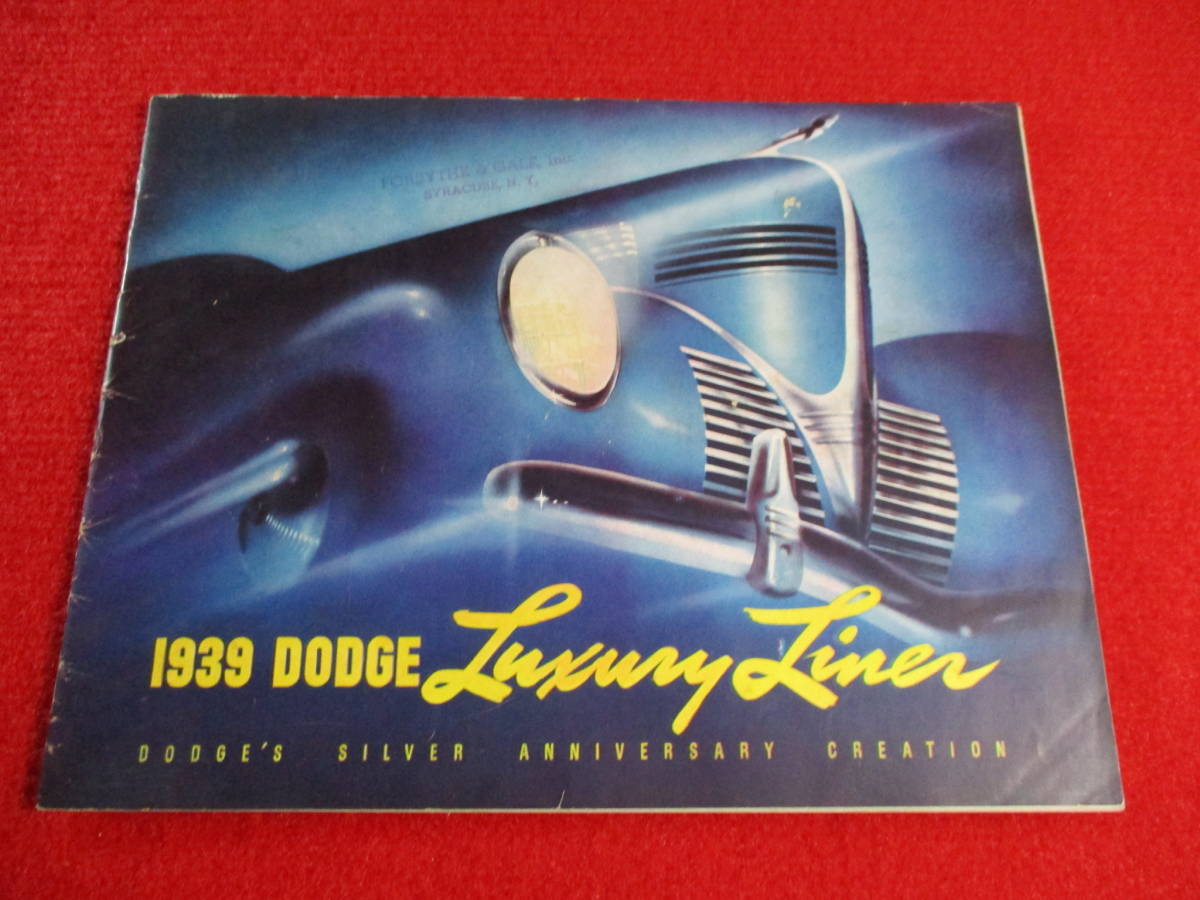 FORSYTHE & GALE, Inc.
SYRACUSE, N. Y.
1939 DODGE Luxury Liner
DODGE'S SILVER ANNIVERSARY CREATION